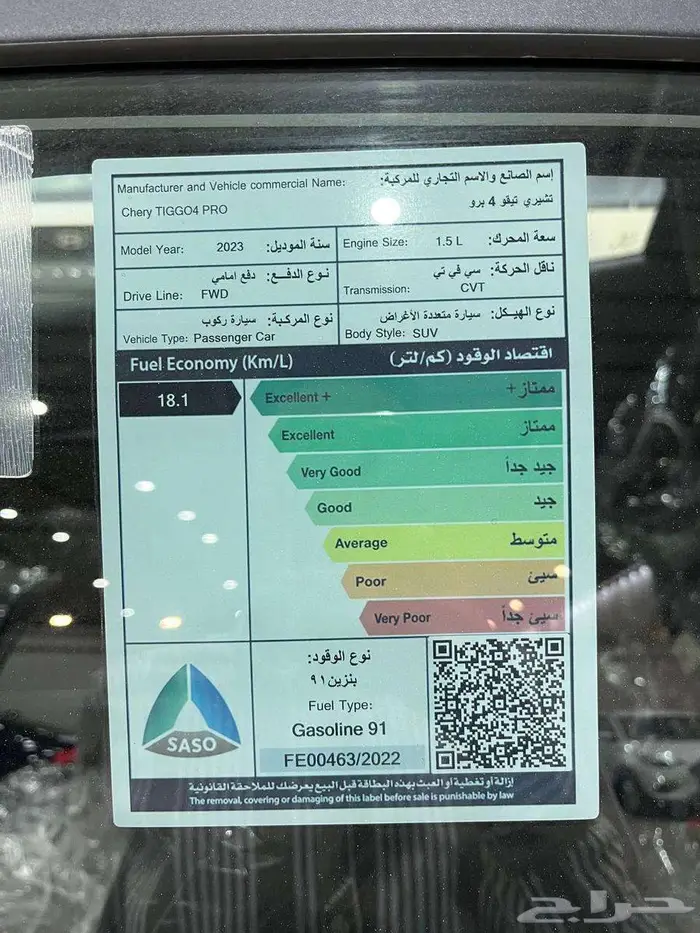 إسم الصانع والاسم التجاري للمركبة:
Manufacturer and Vehicle commercial Name:
تشيري تيقو 4 برو
Chery TIGGO4 PRO
Model Year: 2023 سنة الموديل:
Engine Size: 1.5 L سعة المحرك:
نوع الدفع: دفع امامي
Drive Line: FWD
ناقل الحركة: سي في تي
Transmission: CVT
نوع المركبة: سيارة ركوب
Vehicle Type: Passenger Car
نوع الهيكل: سيارة متعددة الأغراض
Body Style: SUV
Fuel Economy (Km/L) اقتصاد الوقود (كم/لتر)
18.1
Excellent + ممتاز+
Excellent ممتاز
Very Good جيد جداً
Good جيد
Average متوسط
Poor سيئ
Very Poor سيئ جداً
SASO
نوع الوقود:
بنزين ٩١
Fuel Type:
Gasoline 91
FE00463/2022
إزالة أو تغطية أو العبث بهذه البطاقة قبل البيع يعرضك للملاحقة القانونية
The removal, covering or damaging of this label before sale is punishable by law
حراج